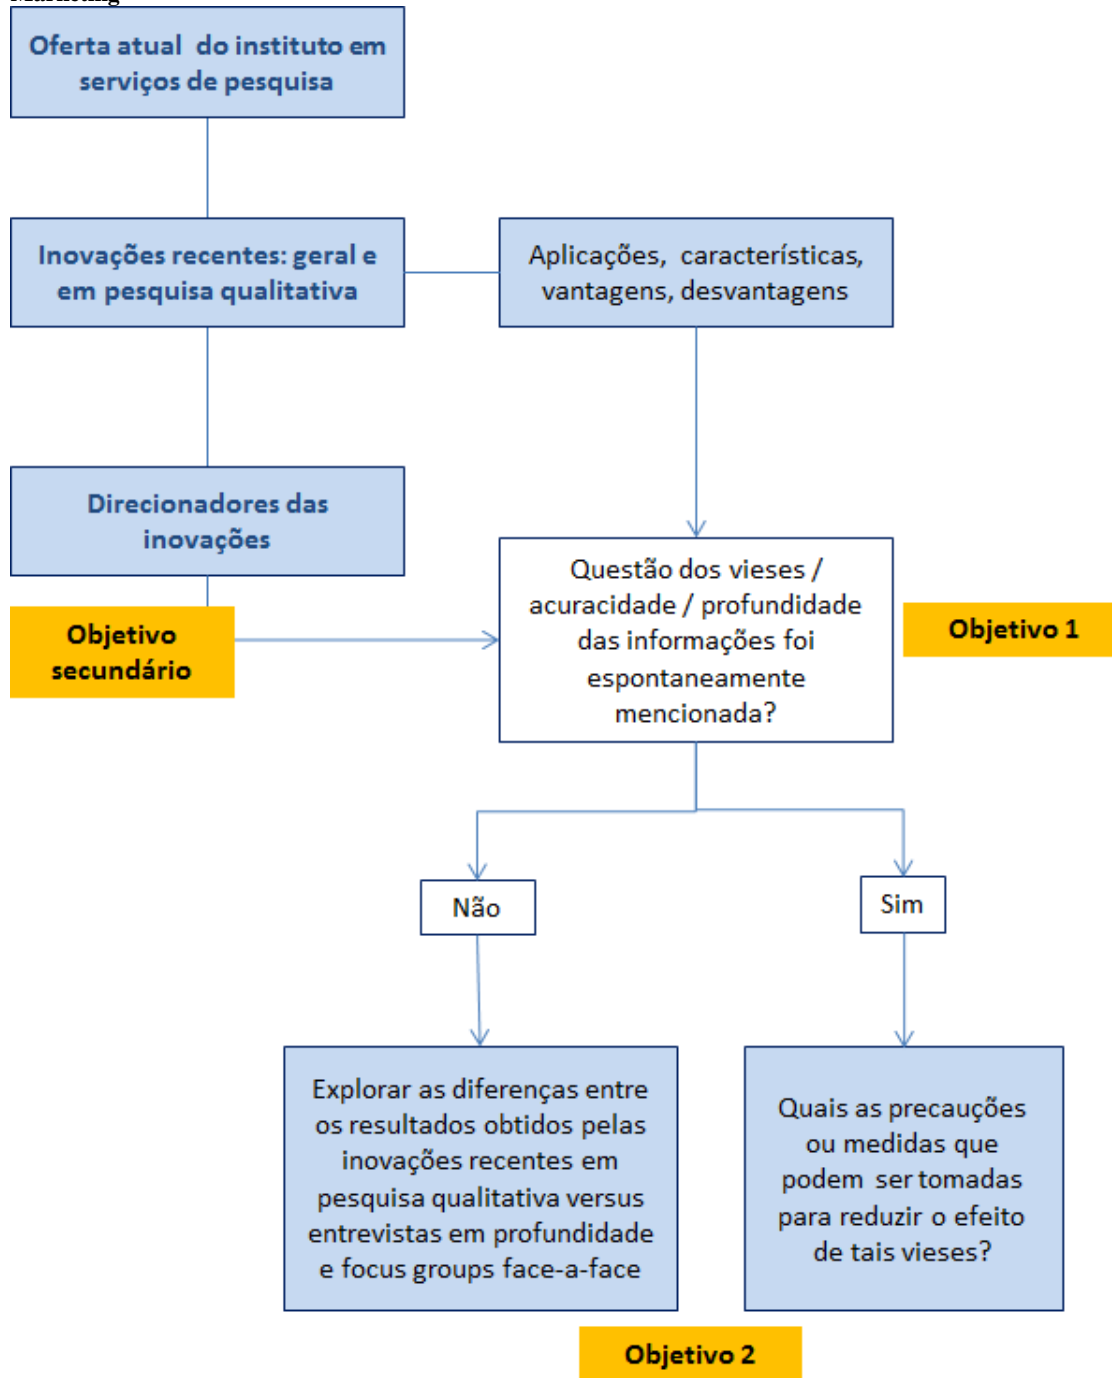 Marketing
Oferta atual do instituto em
serviços de pesquisa
Inovações recentes: geral e
em pesquisa qualitativa
Aplicações, características,
vantagens, desvantagens
Direcionadores das
inovações
Objetivo
secundário
Questão dos vieses /
acuracidade / profundidade
das informações foi
espontaneamente
mencionada?
Objetivo 1
Não
Sim
Explorar as diferenças entre
os resultados obtidos pelas
inovações recentes em
pesquisa qualitativa versus
entrevistas em profundidade
e focus groups face-a-face
Quais as precauções
ou medidas que
podem ser tomadas
para reduzir o efeito
de tais vieses?
Objetivo 2